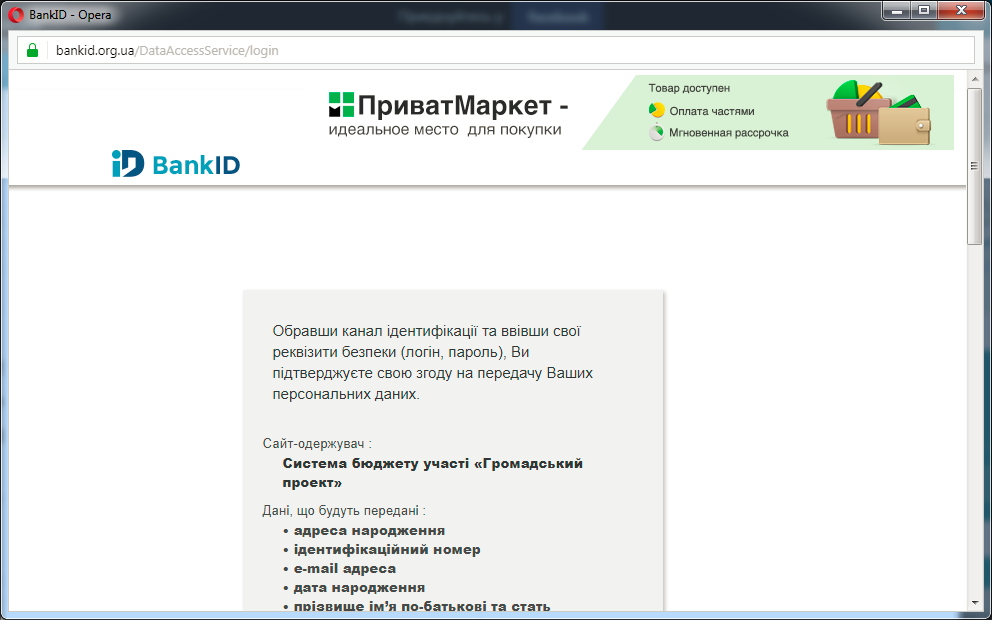 BankID - Opera
facebook
bankid.org.ua/DataAccessService/login
ПриватМаркет -
идеальное место для покупки
Товар доступен
Оплата частями
Мгновенная рассрочка
BankID
Обравши канал ідентифікації та ввівши свої
реквізити безпеки (логін, пароль), Ви
підтверджуєте свою згоду на передачу Ваших
персональних даних.
Сайт-одержувач :
Система бюджету участі «Громадський
проект»
Дані, що будуть передані :
• адреса народження
• ідентифікаційний номер
• e-mail адреса
• дата народження
• прізвище ім'я по-батькові та стать